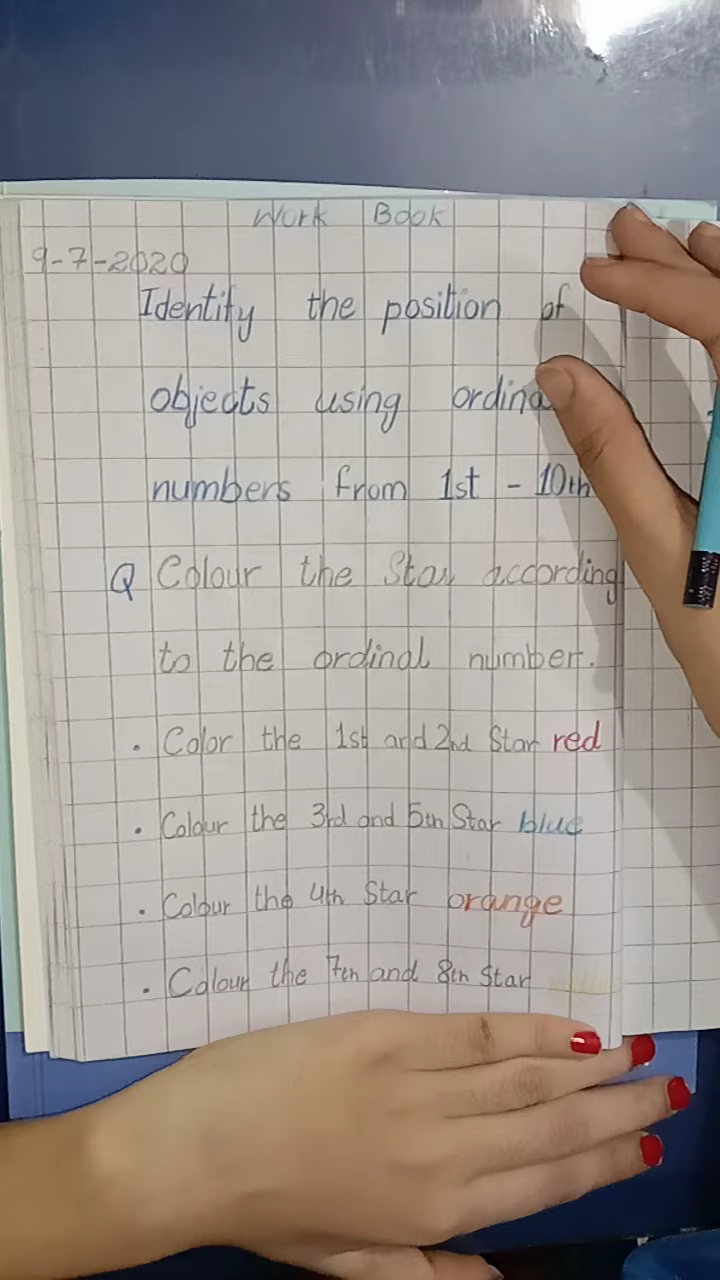 Work Book
9-7-2020
Identify the position of
objects using
numbers from 1st - 10th
Q Colour the Star according
to the ordinal number.
. Color the 1st and 2nd Star red
. Colour the 3rd and 5th Star blue
. Colour the 4th Star orange
. Colour the 7th and 8th Star